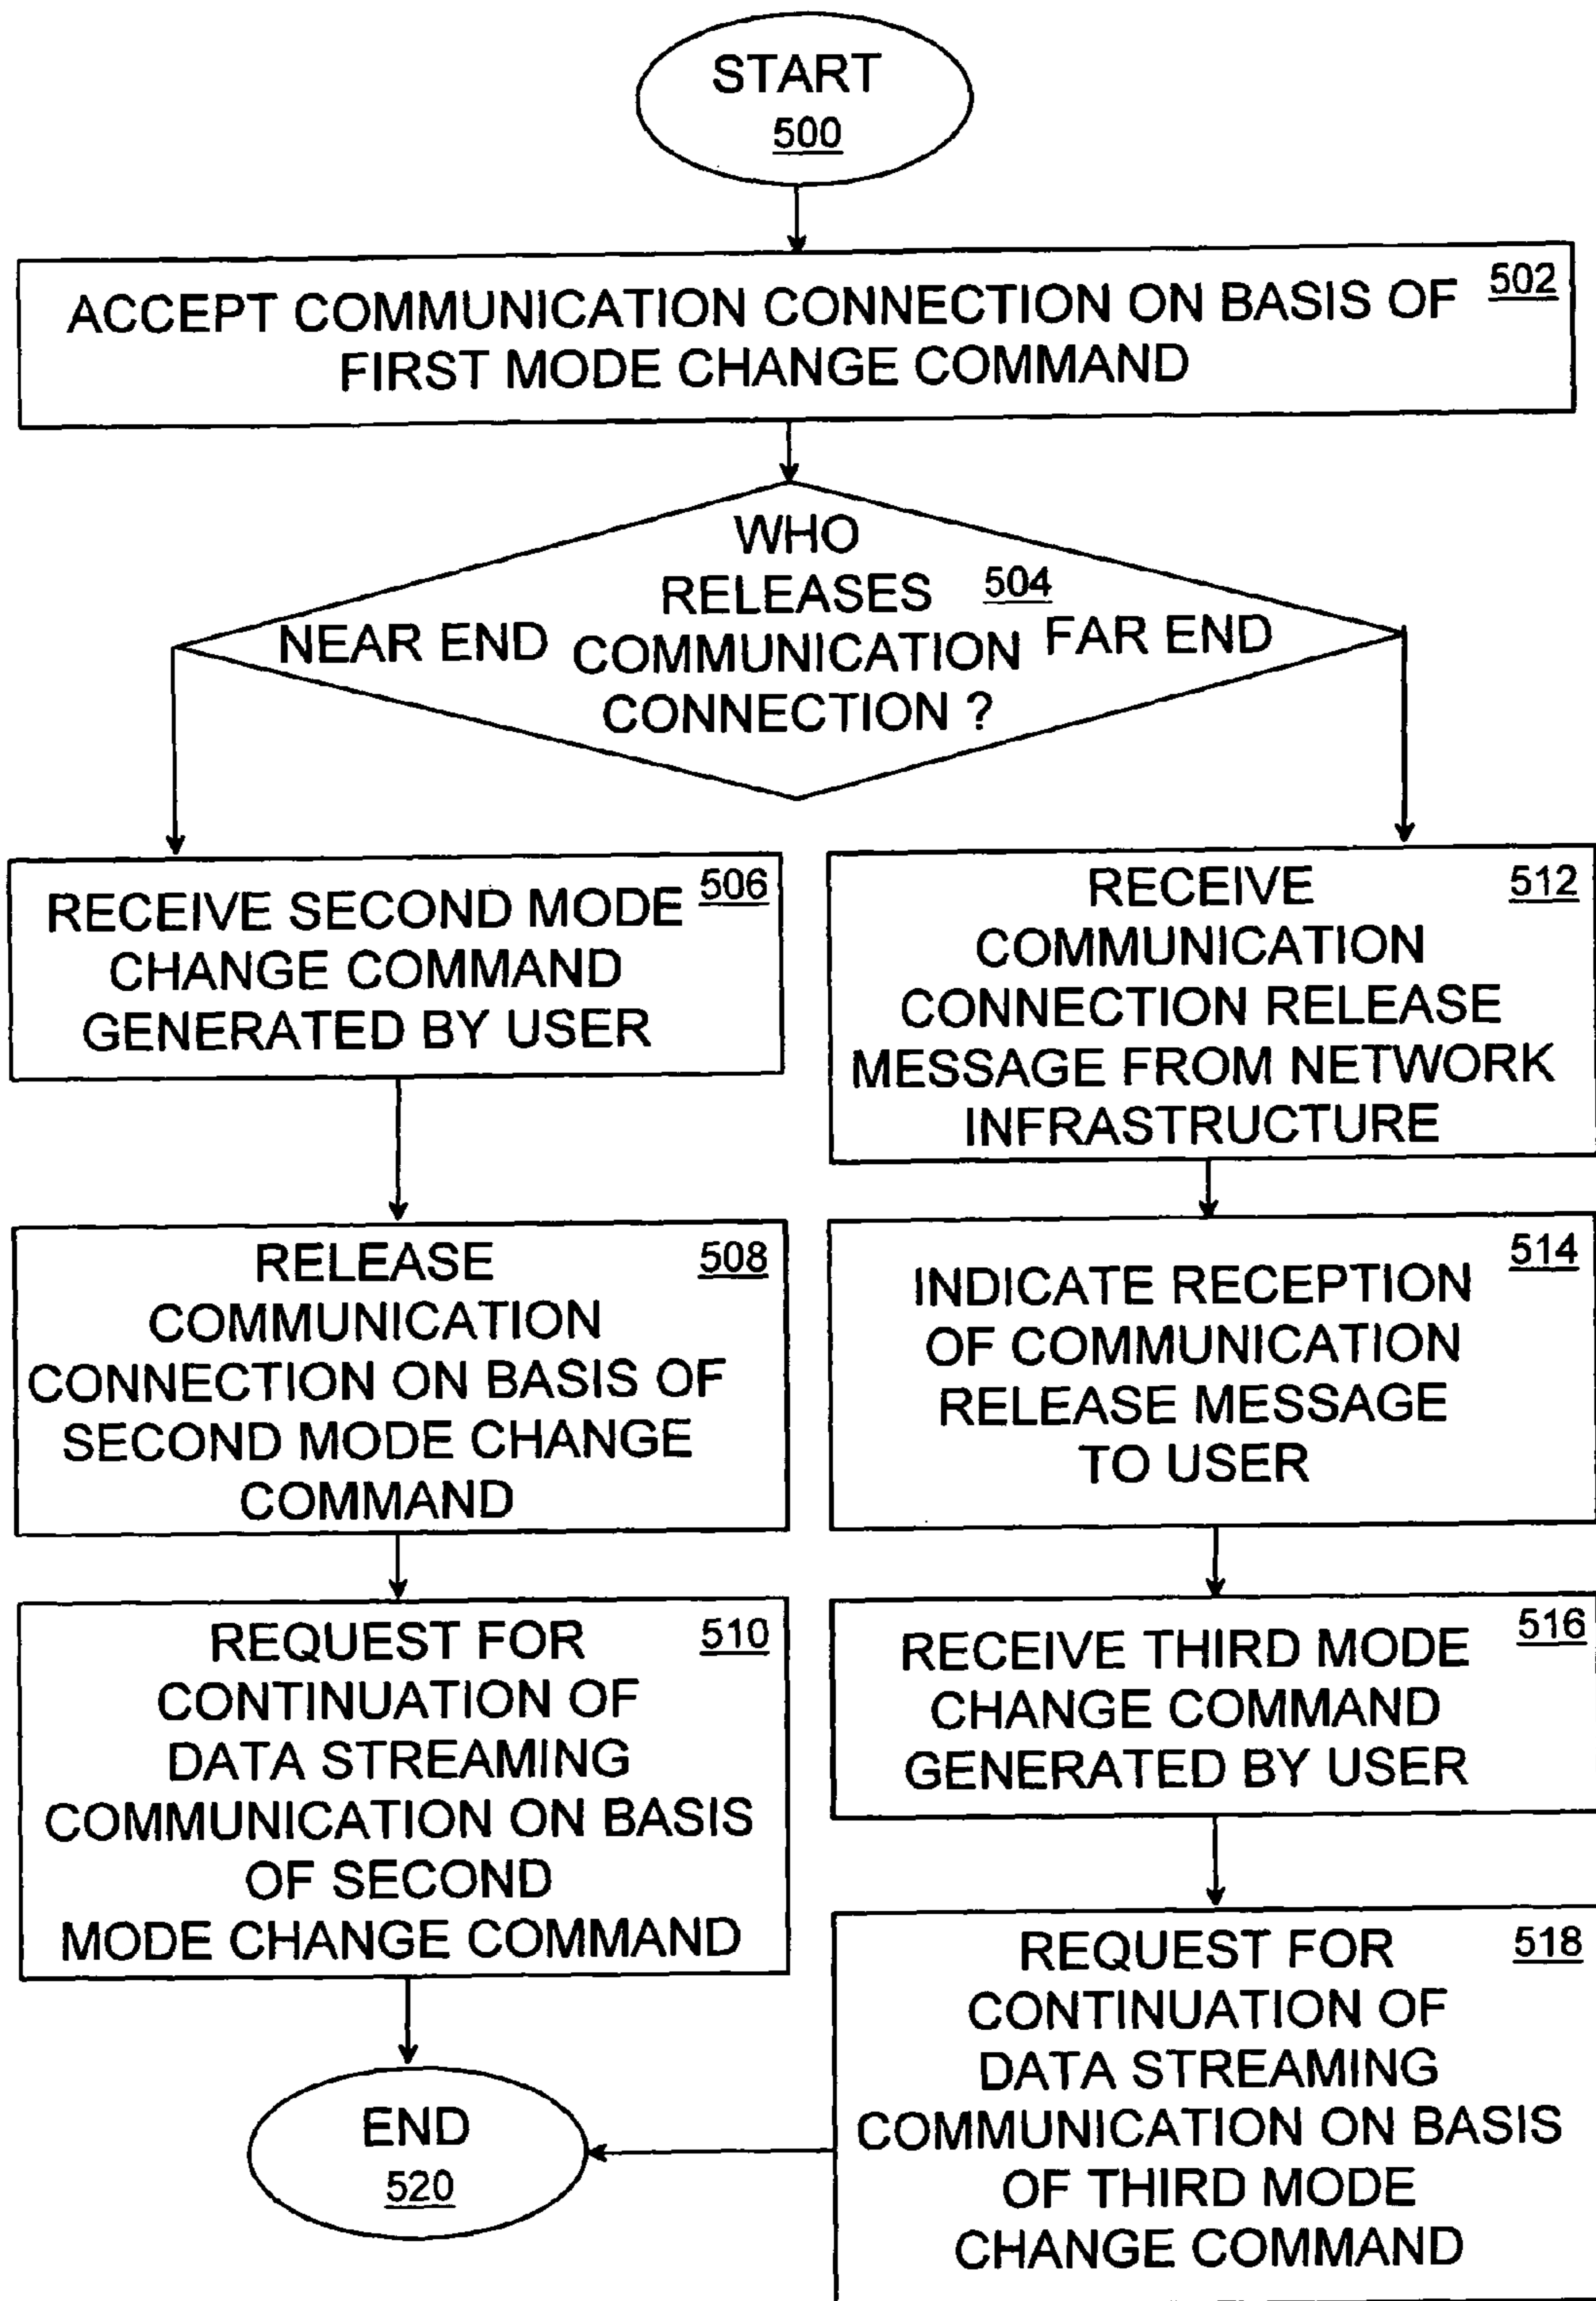 START
500
ACCEPT COMMUNICATION CONNECTION ON BASIS OF 502
FIRST MODE CHANGE COMMAND
WHO
RELEASES 504
NEAR END COMMUNICATION FAR END
CONNECTION ?
RECEIVE SECOND MODE 506
CHANGE COMMAND
GENERATED BY USER
RELEASE 508
COMMUNICATION
CONNECTION ON BASIS OF
SECOND MODE CHANGE
COMMAND
REQUEST FOR 510
CONTINUATION OF
DATA STREAMING
COMMUNICATION ON BASIS
OF SECOND
MODE CHANGE COMMAND
RECEIVE 512
COMMUNICATION
CONNECTION RELEASE
MESSAGE FROM NETWORK
INFRASTRUCTURE
INDICATE RECEPTION 514
OF COMMUNICATION
RELEASE MESSAGE
TO USER
RECEIVE THIRD MODE 516
CHANGE COMMAND
GENERATED BY USER
REQUEST FOR 518
CONTINUATION OF
DATA STREAMING
COMMUNICATION ON BASIS
OF THIRD MODE
CHANGE COMMAND
END
520